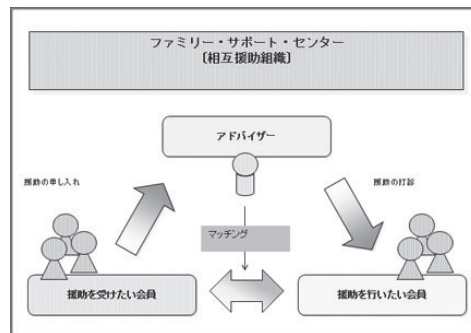 ファミリー・サポート・センター
〔相互援助組織〕
アドバイザー
援助の申し入れ
援助の打診
マッチング
援助を受けたい会員
援助を行いたい会員